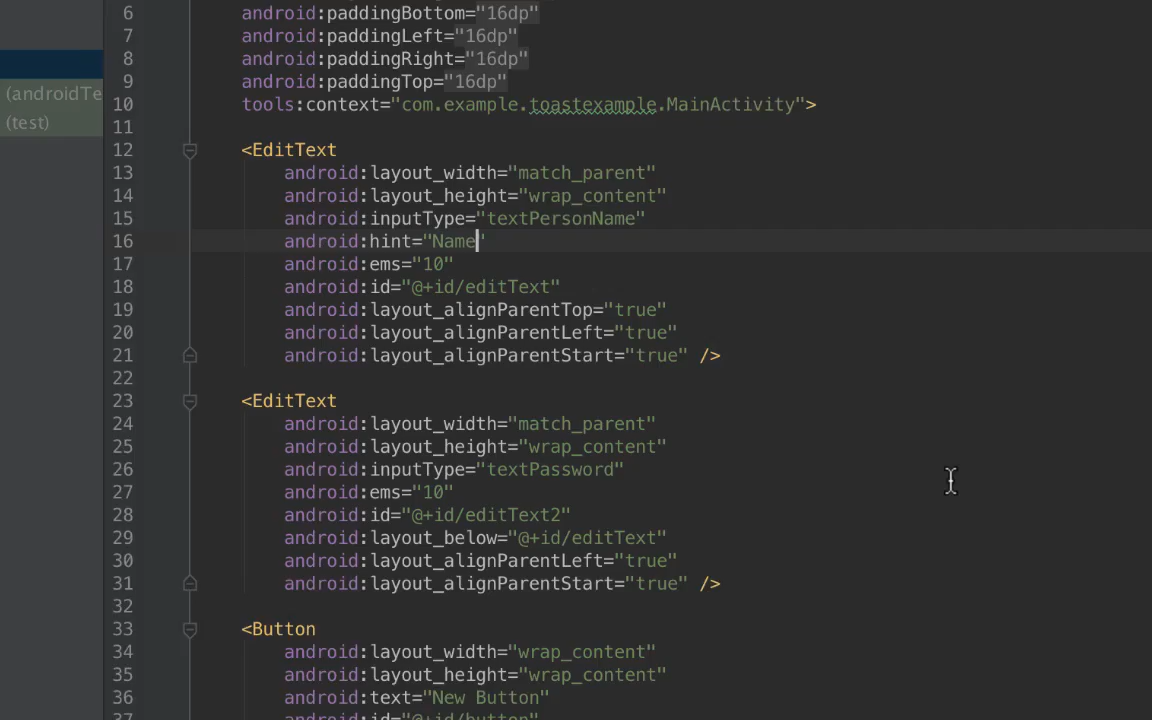 6 android:paddingBottom="16dp"
7 android:paddingLeft="16dp"
8 android:paddingRight="16dp"
9 android:paddingTop="16dp"
10 tools:context="com.example.toastexample.MainActivity">
11
12 <EditText
13 android:layout_width="match_parent"
14 android:layout_height="wrap_content"
15 android:inputType="textPersonName"
16 android:hint="Name"
17 android:ems="10"
18 android:id="@+id/editText"
19 android:layout_alignParentTop="true"
20 android:layout_alignParentLeft="true"
21 android:layout_alignParentStart="true" />
22
23 <EditText
24 android:layout_width="match_parent"
25 android:layout_height="wrap_content"
26 android:inputType="textPassword"
27 android:ems="10"
28 android:id="@+id/editText2"
29 android:layout_below="@+id/editText"
30 android:layout_alignParentLeft="true"
31 android:layout_alignParentStart="true" />
32
33 <Button
34 android:layout_width="wrap_content"
35 android:layout_height="wrap_content"
36 android:text="New Button"
37 android:id="@+id/button"
(androidTe
(test)